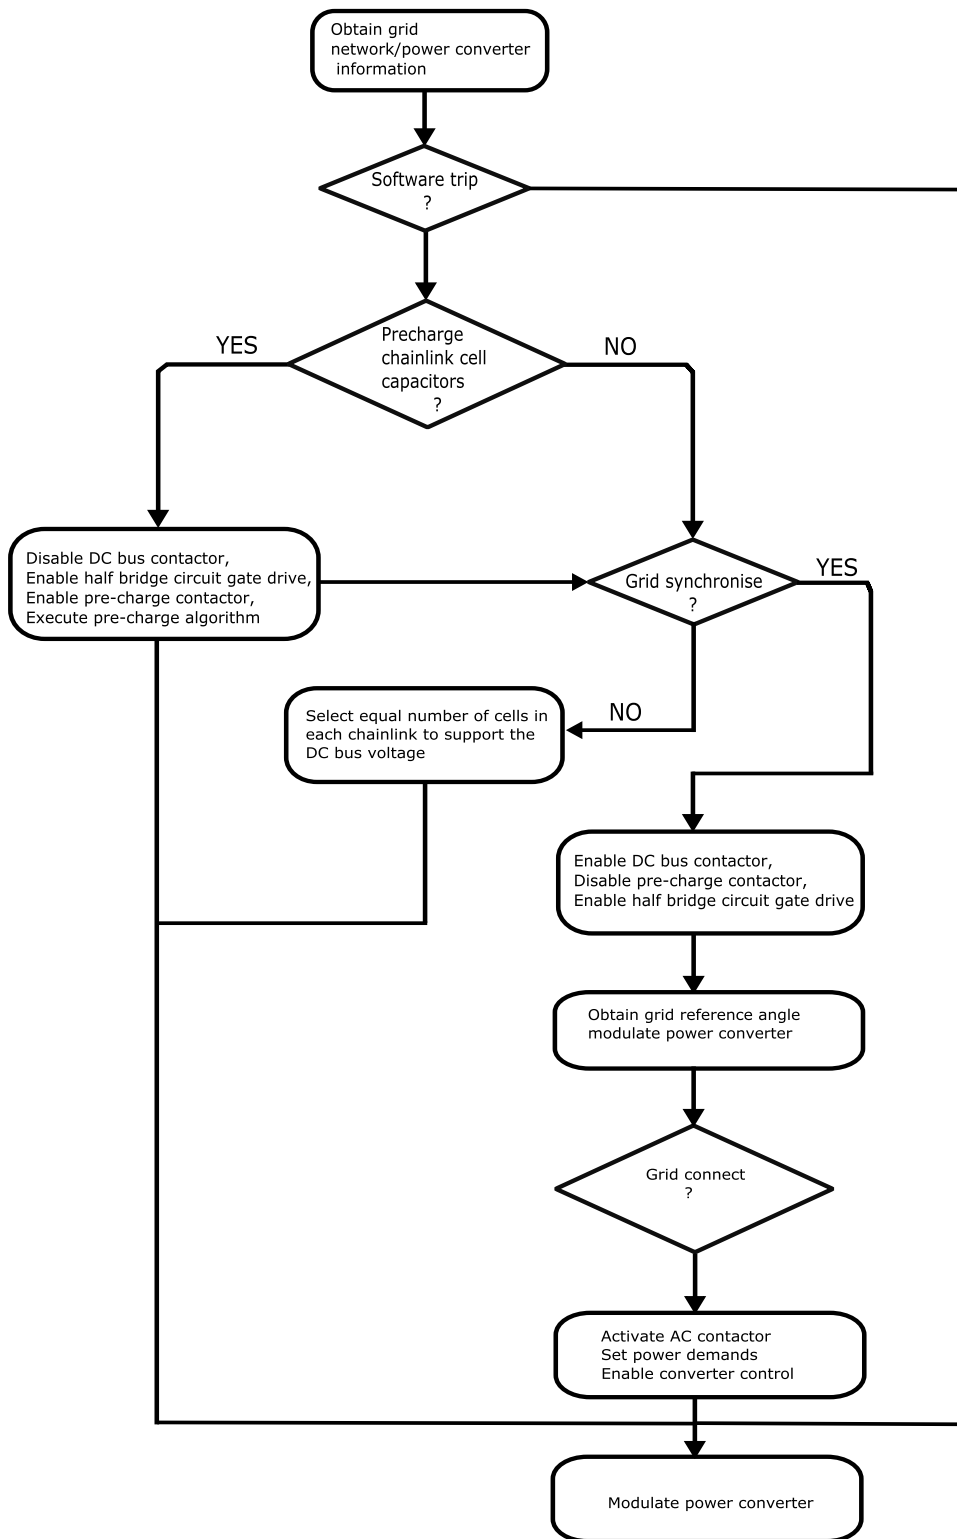 Obtain grid
network/power converter
information
Software trip
?
Precharge
chainlink cell
capacitors
?
YES
NO
Disable DC bus contactor,
Enable half bridge circuit gate drive,
Enable pre-charge contactor,
Execute pre-charge algorithm
Grid synchronise
?
YES
NO
Select equal number of cells in
each chainlink to support the
DC bus voltage
Enable DC bus contactor,
Disable pre-charge contactor,
Enable half bridge circuit gate drive
Obtain grid reference angle
modulate power converter
Grid connect
?
Activate AC contactor
Set power demands
Enable converter control
Modulate power converter